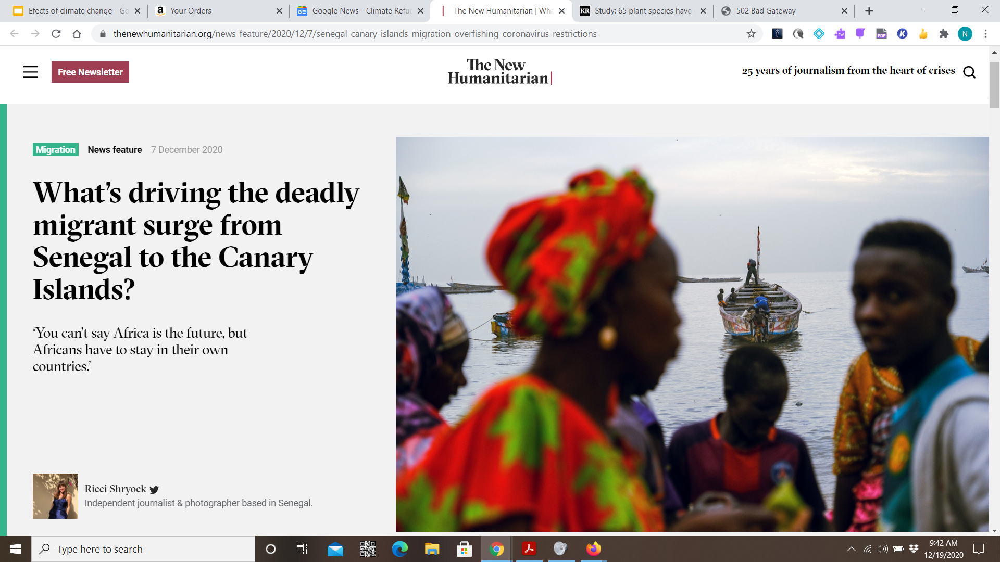 Effects of climate change - Go
Your Orders
Google News - Climate Refug
The New Humanitarian | Wha
KR
Study: 65 plant species have
502 Bad Gateway
thenewhumanitarian.org/news-feature/2020/12/7/senegal-canary-islands-migration-overfishing-coronavirus-restrictions
rw
PDF
K
N
Free Newsletter
The New
Humanitarian
25 years of journalism from the heart of crises
Migration
News feature
7 December 2020
What's driving the deadly
migrant surge from
Senegal to the Canary
Islands?
‘You can’t say Africa is the future, but
Africans have to stay in their own
countries.’
Ricci Shryock
Independent journalist & photographer based in Senegal.
Type here to search
9:42 AM
12/19/2020